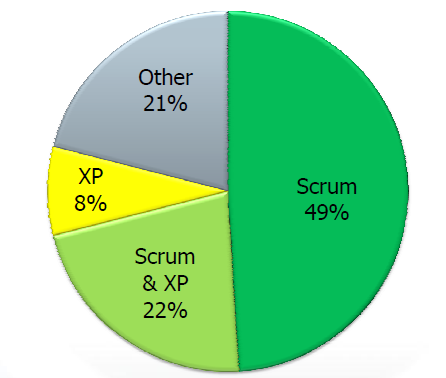 Other
21%
XP
8%
Scrum
49%
Scrum
& XP
22%